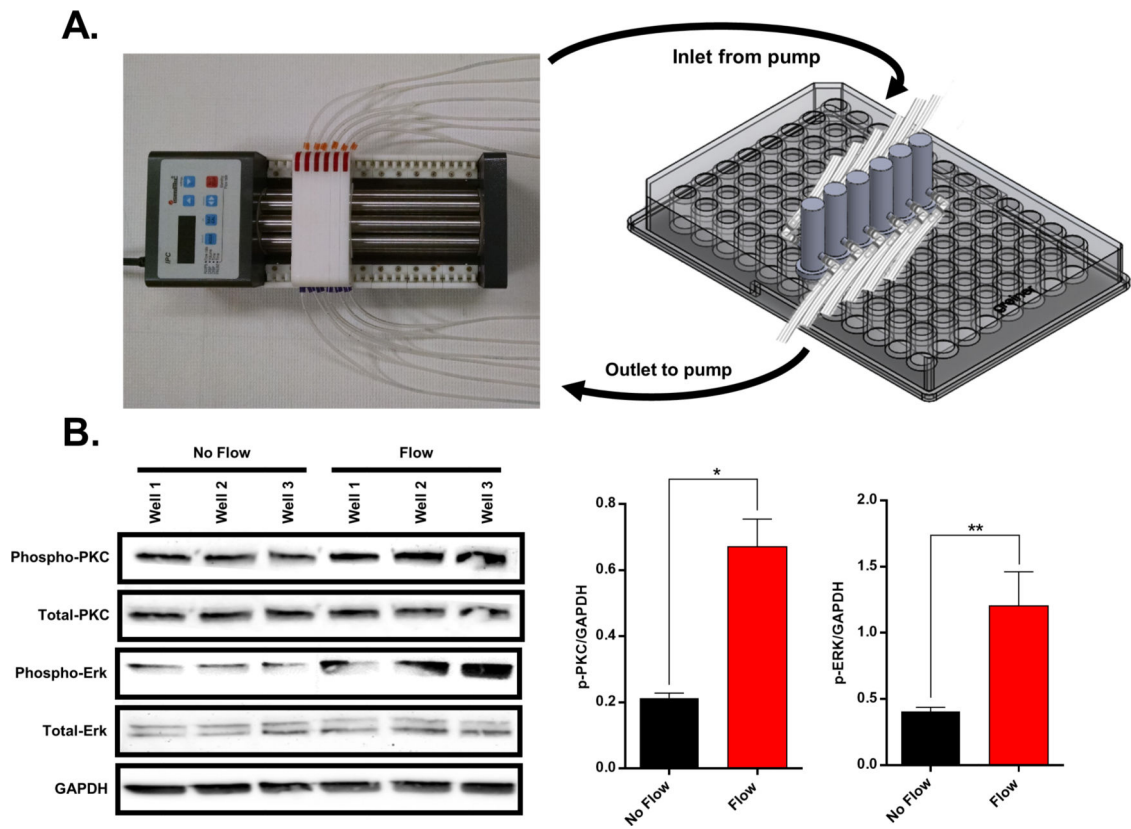 A.
Inlet from pump
IPC
greiner
Outlet to pump
B.
No Flow
Flow
Well 1
Well 2
Well 3
Well 1
Well 2
Well 3
Phospho-PKC
Total-PKC
Phospho-Erk
Total-Erk
GAPDH
*
0.8
0.6
0.4
0.2
0.0
p-PKC/GAPDH
No Flow
Flow
**
2.0
1.5
1.0
0.5
0.0
p-ERK/GAPDH
No Flow
Flow